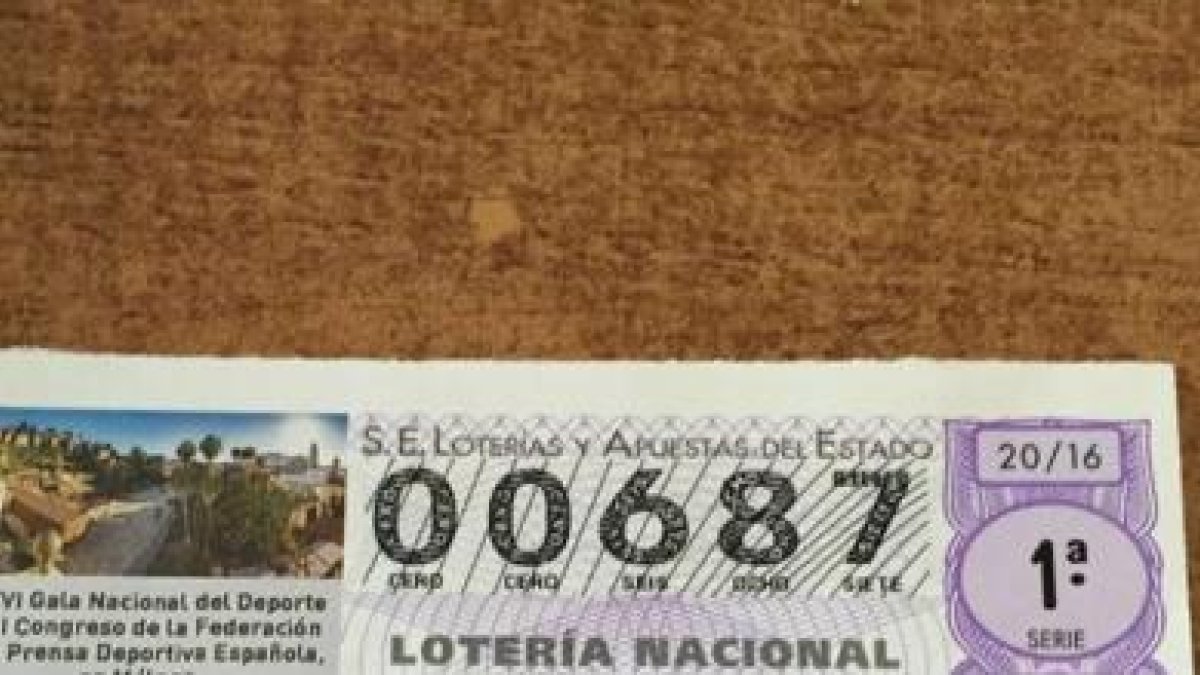 S.E. LOTERÍAS Y APUESTAS DEL ESTADO
20/16
00687
CERO CERO SEIS OCHO SIETE
1ª
SERIE
LOTERÍA NACIONAL
VI Gala Nacional del Deporte
I Congreso de la Federación
Prensa Deportiva Española,